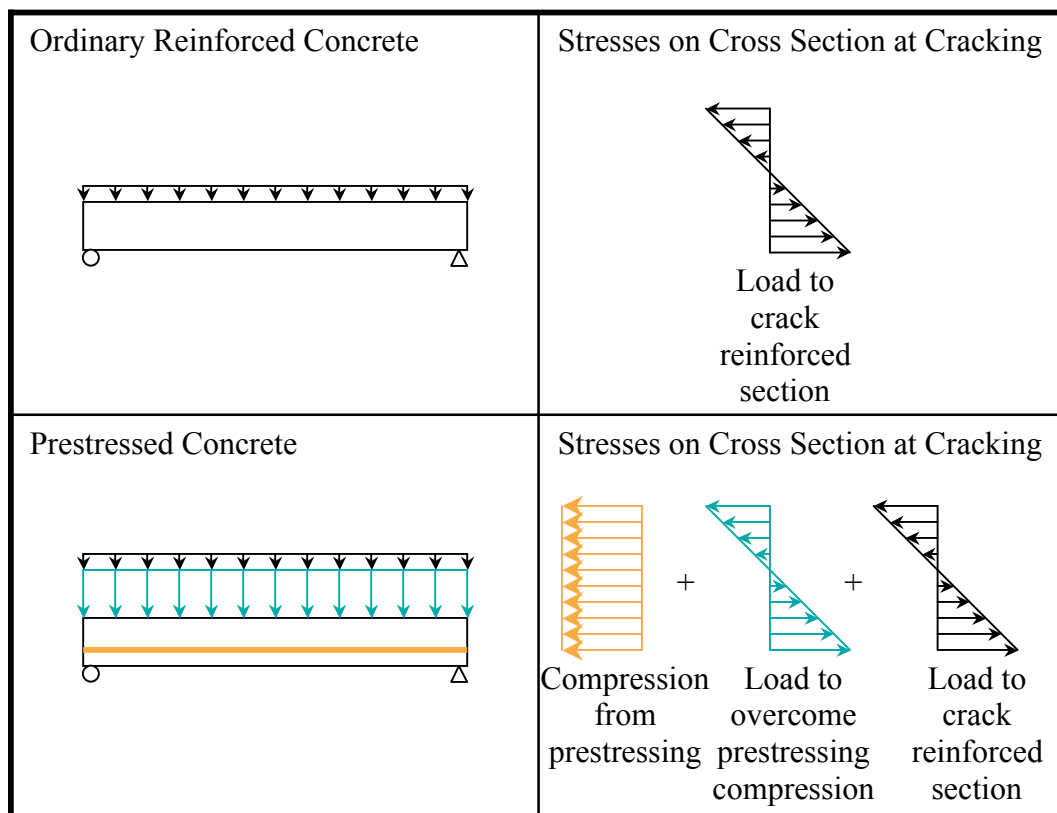 Ordinary Reinforced Concrete
Stresses on Cross Section at Cracking
Load to
crack
reinforced
section
Prestressed Concrete
Stresses on Cross Section at Cracking
+
+
Compression
from
prestressing
Load to
overcome
prestressing
compression
Load to
crack
reinforced
section